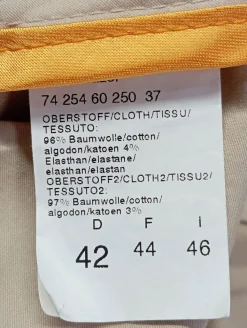 74 254 60 250 37
OBERSTOFF/CLOTH/TISSU/
TESSUTO:
96% Baumwolle/cotton/
algodon/katoen 4%
Elasthan/elastane/
elasthan/elastan
OBERSTOFF2/CLOTH2/TISSU2/
TESSUTO2:
97% Baumwolle/cotton/
algodon/katoen 3%
D F I
42 44 46